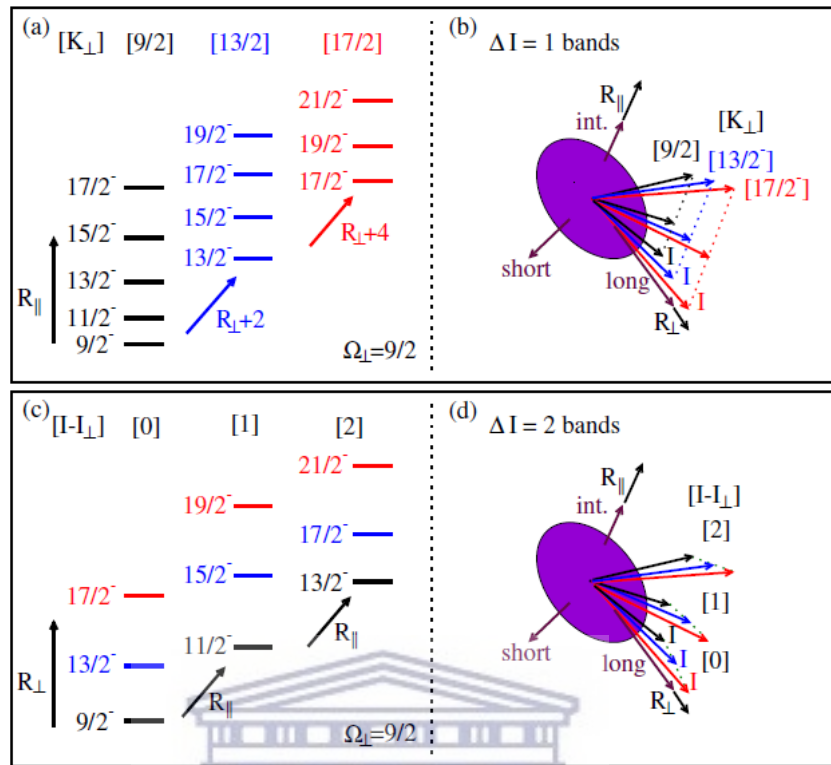 (a)
[K⊥] [9/2] [13/2] [17/2]
21/2⁻
19/2⁻ 19/2⁻
17/2⁻ 17/2⁻ 17/2⁻
15/2⁻ 15/2⁻
13/2⁻ 13/2⁻
11/2⁻
9/2⁻
R∥
R⊥+2
R⊥+4
Ω⊥=9/2
(b) Δ I = 1 bands
R∥
int.
[K⊥]
[9/2]
[13/2⁻]
[17/2⁻]
short
long
I
I
I
R⊥
(c)
[I-I⊥] [0] [1] [2]
21/2⁻
19/2⁻
17/2⁻ 15/2⁻ 17/2⁻
13/2⁻ 11/2⁻ 13/2⁻
9/2⁻
R⊥
R∥
R∥
Ω⊥=9/2
(d) Δ I = 2 bands
R∥
int.
[I-I⊥]
[2]
[1]
[0]
short
long
I
I
I
R⊥